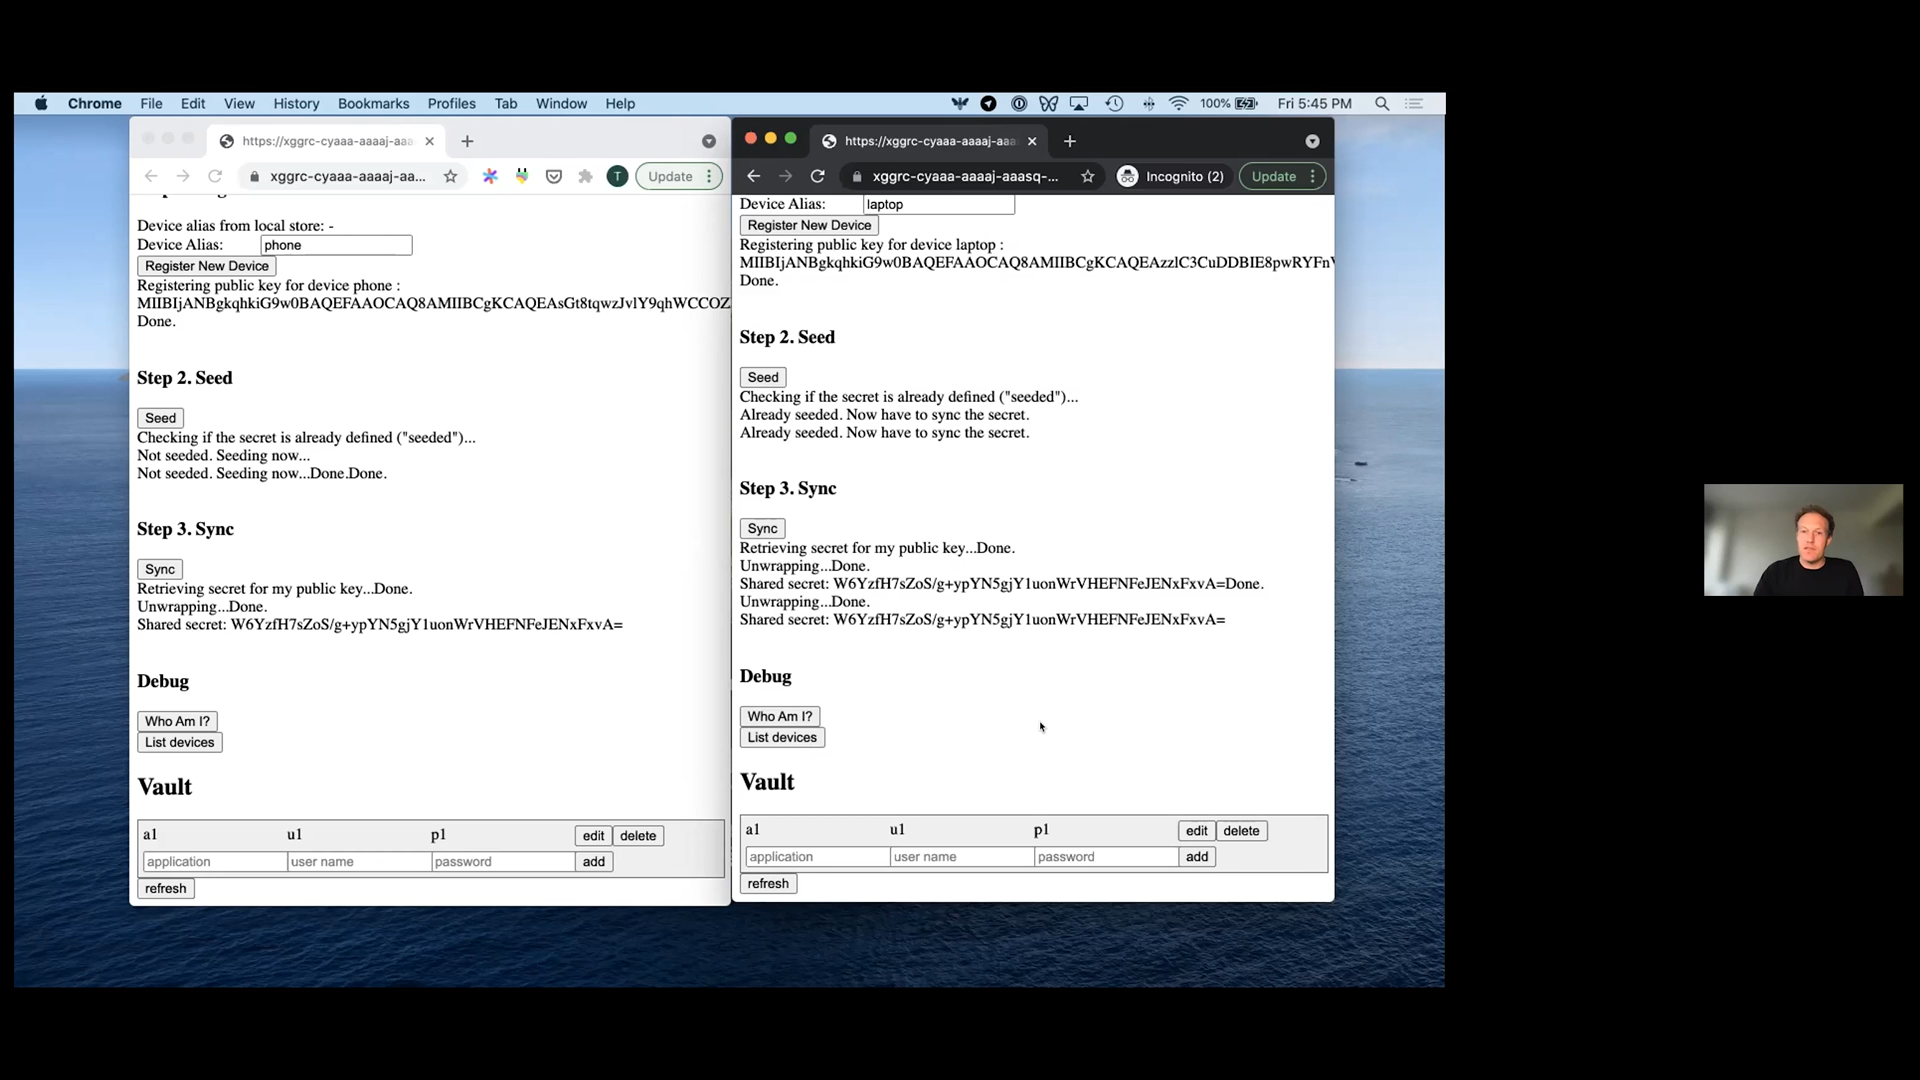 Chrome File Edit View History Bookmarks Profiles Tab Window Help 100% Fri 5:45 PM
https://xggrc-cyaaa-aaaaj-aaa
xggrc-cyaaa-aaaaj-aa... T Update
Device alias from local store: -
Device Alias: phone
Register New Device
Registering public key for device phone :
MIIBIjANBgkqhkiG9w0BAQEFAAOCAQ8AMIIBCgKCAQEAsGt8tqwzJvlY9qhWCCOZ
Done.
Step 2. Seed
Seed
Checking if the secret is already defined ("seeded")...
Not seeded. Seeding now...
Not seeded. Seeding now...Done.Done.
Step 3. Sync
Sync
Retrieving secret for my public key...Done.
Unwrapping...Done.
Shared secret: W6YzfH7sZoS/g+ypYN5gjY1uonWrVHEFNFeJENxFxvA=
Debug
Who Am I?
List devices
Vault
a1 u1 p1 edit delete
application user name password add
refresh
https://xggrc-cyaaa-aaaaj-aaa
xggrc-cyaaa-aaaaj-aaasq-... Incognito (2) Update
Device Alias: laptop
Register New Device
Registering public key for device laptop :
MIIBIjANBgkqhkiG9w0BAQEFAAOCAQ8AMIIBCgKCAQEAzzlC3CuDDBIE8pwRYFn
Done.
Step 2. Seed
Seed
Checking if the secret is already defined ("seeded")...
Already seeded. Now have to sync the secret.
Already seeded. Now have to sync the secret.
Step 3. Sync
Sync
Retrieving secret for my public key...Done.
Unwrapping...Done.
Shared secret: W6YzfH7sZoS/g+ypYN5gjY1uonWrVHEFNFeJENxFxvA=Done.
Unwrapping...Done.
Shared secret: W6YzfH7sZoS/g+ypYN5gjY1uonWrVHEFNFeJENxFxvA=
Debug
Who Am I?
List devices
Vault
a1 u1 p1 edit delete
application user name password add
refresh